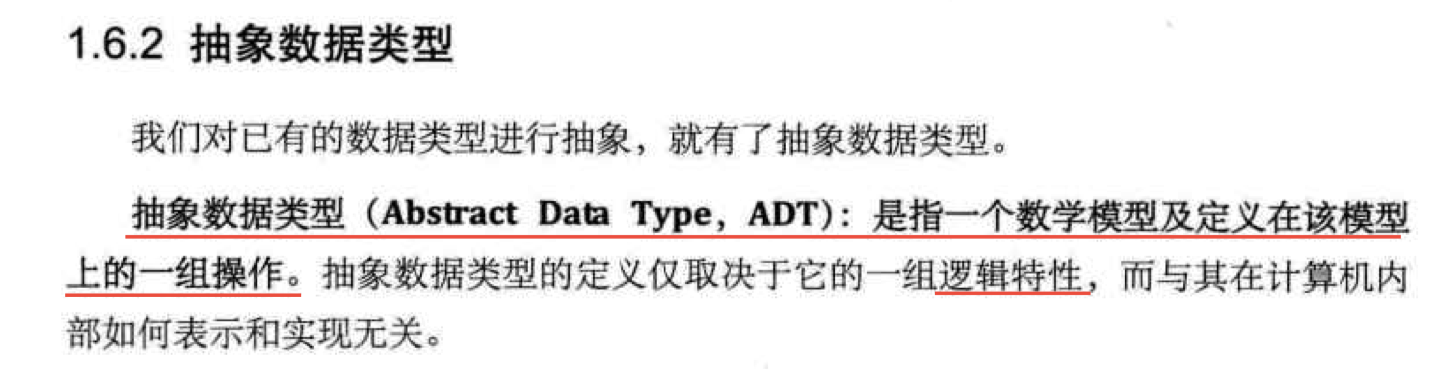 1.6.2 抽象数据类型
我们对已有的数据类型进行抽象，就有了抽象数据类型。
抽象数据类型（Abstract Data Type，ADT）：是指一个数学模型及定义在该模型
上的一组操作。抽象数据类型的定义仅取决于它的一组逻辑特性，而与其在计算机内
部如何表示和实现无关。